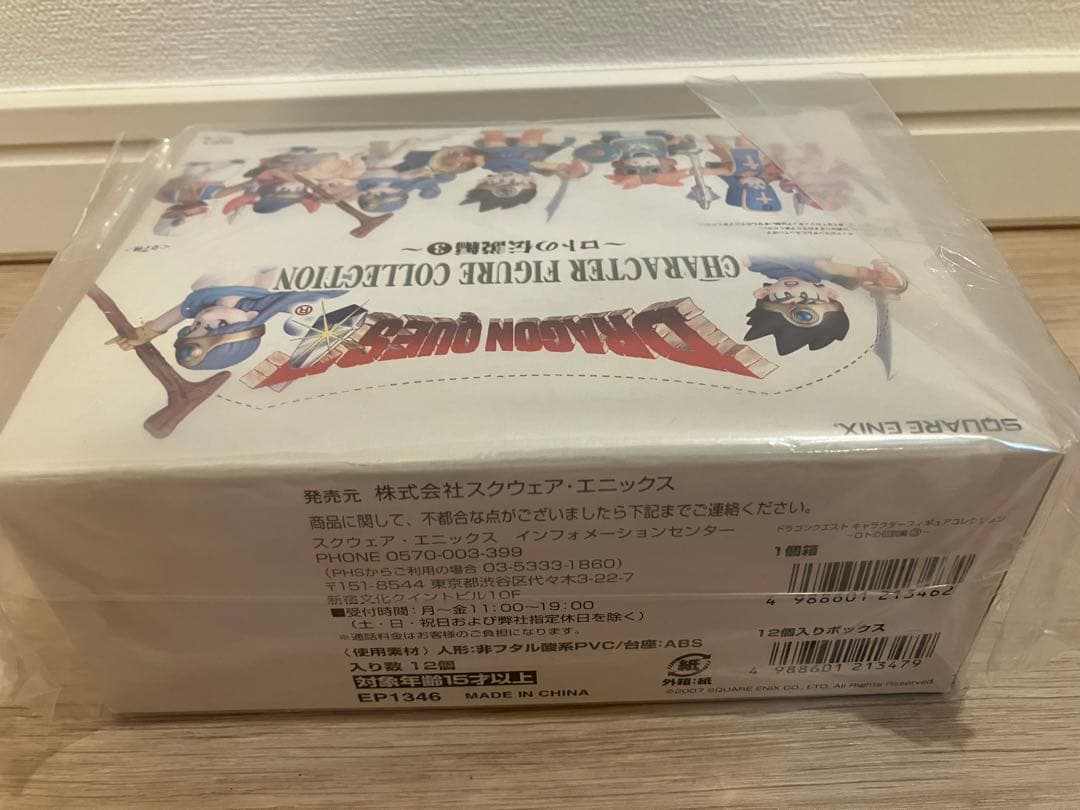 SQUARE ENIX.
DRAGON QUEST
®
CHARACTER FIGURE COLLECTION
～ロトの伝説編③～
<全7種>
発売元 株式会社スクウェア・エニックス
商品に関して、不都合な点がございましたら下記までご連絡ください。
スクウェア・エニックス インフォメーションセンター
PHONE 0570-003-399
(PHSからご利用の場合 03-5333-1860)
〒151-8544 東京都渋谷区代々木3-22-7
新宿文化クイントビル10F
■受付時間：月～金11:00～19:00
(土・日・祝日および弊社指定休日を除く)
※通話料金はお客様のご負担になります。
〈使用素材〉人形:非フタル酸系PVC/台座:ABS
入り数 12個
対象年齢15才以上
EP1346 MADE IN CHINA
ドラゴンクエスト キャラクターフィギュアコレクション
～ロトの伝説編③～
1個箱
4 988601 213462
12個入りボックス
4 988601 213479
紙
外箱:紙
©2007 SQUARE ENIX CO., LTD. All Rights Reserved.